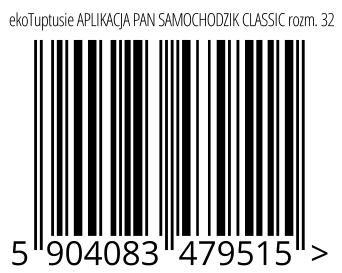 ekoTuptusie APLIKACJA PAN SAMOCHODZIK CLASSIC rozm. 32
5 904083 479515 >